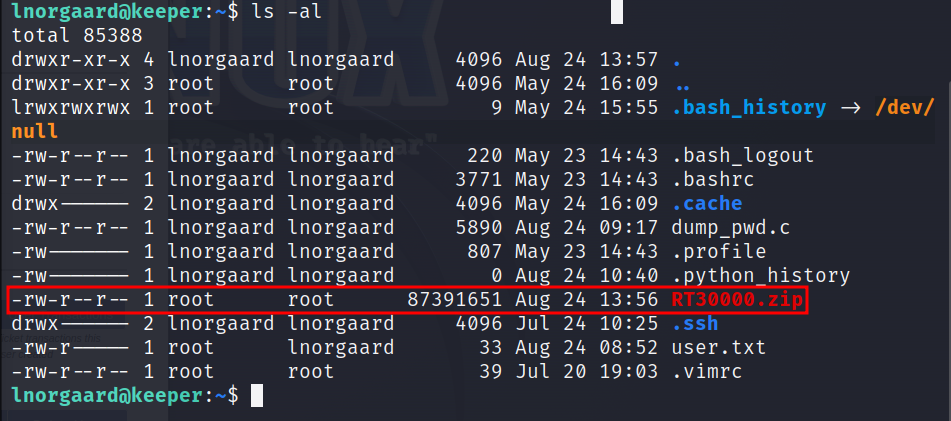 lnorgaard@keeper:~$ ls -al
total 85388
drwxr-xr-x 4 lnorgaard lnorgaard     4096 Aug 24 13:57 .
drwxr-xr-x 3 root      root          4096 May 24 16:09 ..
lrwxrwxrwx 1 root      root             9 May 24 15:55 .bash_history -> /dev/
null
are able to hear"
-rw-r--r-- 1 lnorgaard lnorgaard      220 May 23 14:43 .bash_logout
-rw-r--r-- 1 lnorgaard lnorgaard     3771 May 23 14:43 .bashrc
drwx------ 2 lnorgaard lnorgaard     4096 May 24 16:09 .cache
-rw-r--r-- 1 lnorgaard lnorgaard     5890 Aug 24 09:17 dump_pwd.c
-rw------- 1 lnorgaard lnorgaard      807 May 23 14:43 .profile
-rw------- 1 lnorgaard lnorgaard        0 Aug 24 10:40 .python_history
-rw-r--r-- 1 root      root      87391651 Aug 24 13:56 RT30000.zip
drwx------ 2 lnorgaard lnorgaard     4096 Jul 24 10:25 .ssh
-rw-r----- 1 root      lnorgaard       33 Aug 24 08:52 user.txt
-rw-r--r-- 1 root      root            39 Jul 20 19:03 .vimrc
lnorgaard@keeper:~$